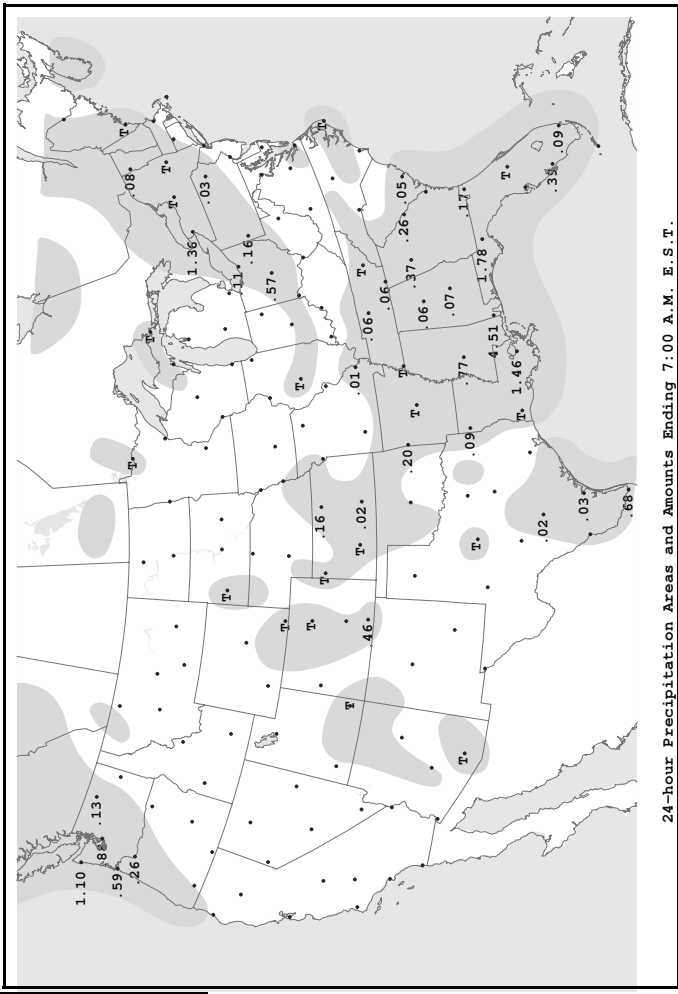 1.10
.13
.59
T
.08
T
.26
T
T
T
1.36
.03
T
.11
.16
.57
T
T
T
.16
T
T
T
.01
T
.02
T
.46
.06
.06
.05
T
.26
.20
.37
T
.06
.07
.77
.17
T
.09
T
1.78
4.51
T
1.46
T
.02
.39
.09
.03
.68
24-hour Precipitation Areas and Amounts Ending 7:00 A.M. E.S.T.